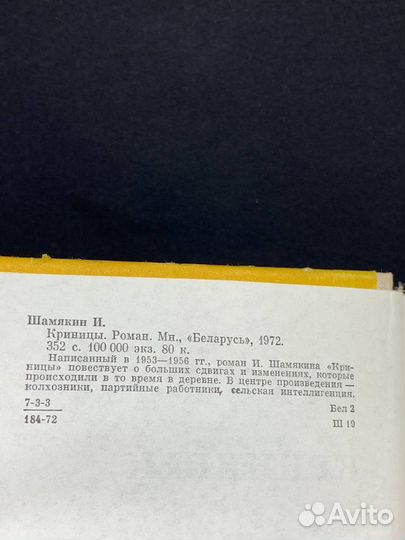 Шамякин И.
Криницы. Роман. Мн., «Беларусь», 1972.
352 с. 100 000 экз. 80 к.
Написанный в 1953—1956 гг., роман И. Шамякина «Кри-
ницы» повествует о больших сдвигах и изменениях, которые
происходили в то время в деревне. В центре произведения —
колхозники, партийные работники, сельская интеллигенция.
7-3-3 Бел 2
184-72 Ш 19
Avito